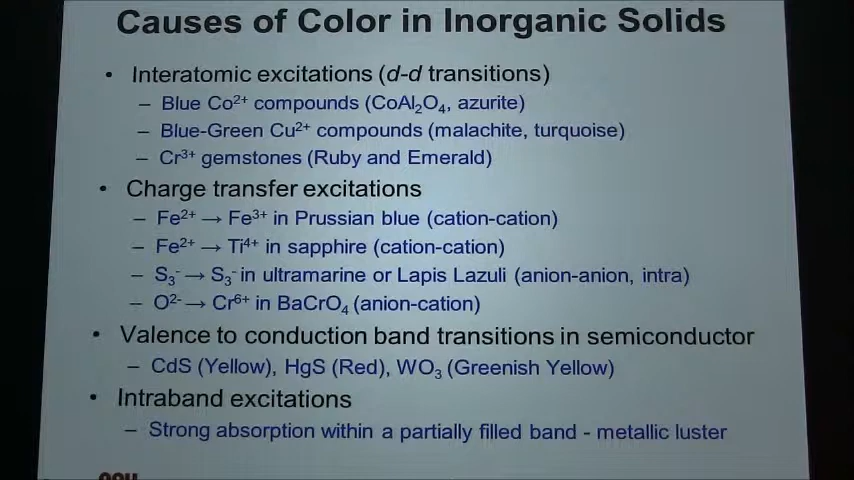 Causes of Color in Inorganic Solids
• Interatomic excitations (d-d transitions)
– Blue Co²⁺ compounds (CoAl₂O₄, azurite)
– Blue-Green Cu²⁺ compounds (malachite, turquoise)
– Cr³⁺ gemstones (Ruby and Emerald)
• Charge transfer excitations
– Fe²⁺ → Fe³⁺ in Prussian blue (cation-cation)
– Fe²⁺ → Ti⁴⁺ in sapphire (cation-cation)
– S₃⁻ → S₃⁻ in ultramarine or Lapis Lazuli (anion-anion, intra)
– O²⁻ → Cr⁶⁺ in BaCrO₄ (anion-cation)
• Valence to conduction band transitions in semiconductor
– CdS (Yellow), HgS (Red), WO₃ (Greenish Yellow)
• Intraband excitations
– Strong absorption within a partially filled band - metallic luster